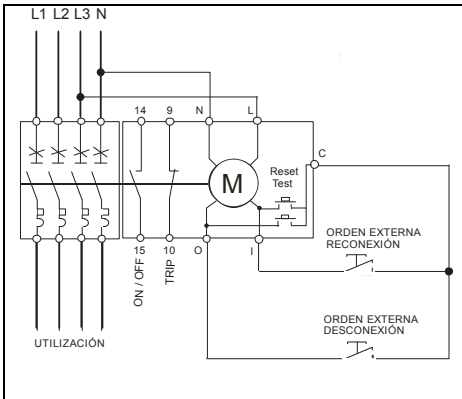 L1 L2 L3 N
14 9 N L
C
M
Reset
Test
15 10 O I
ON / OFF
TRIP
ORDEN EXTERNA
RECONEXIÓN
ORDEN EXTERNA
DESCONEXIÓN
UTILIZACIÓN